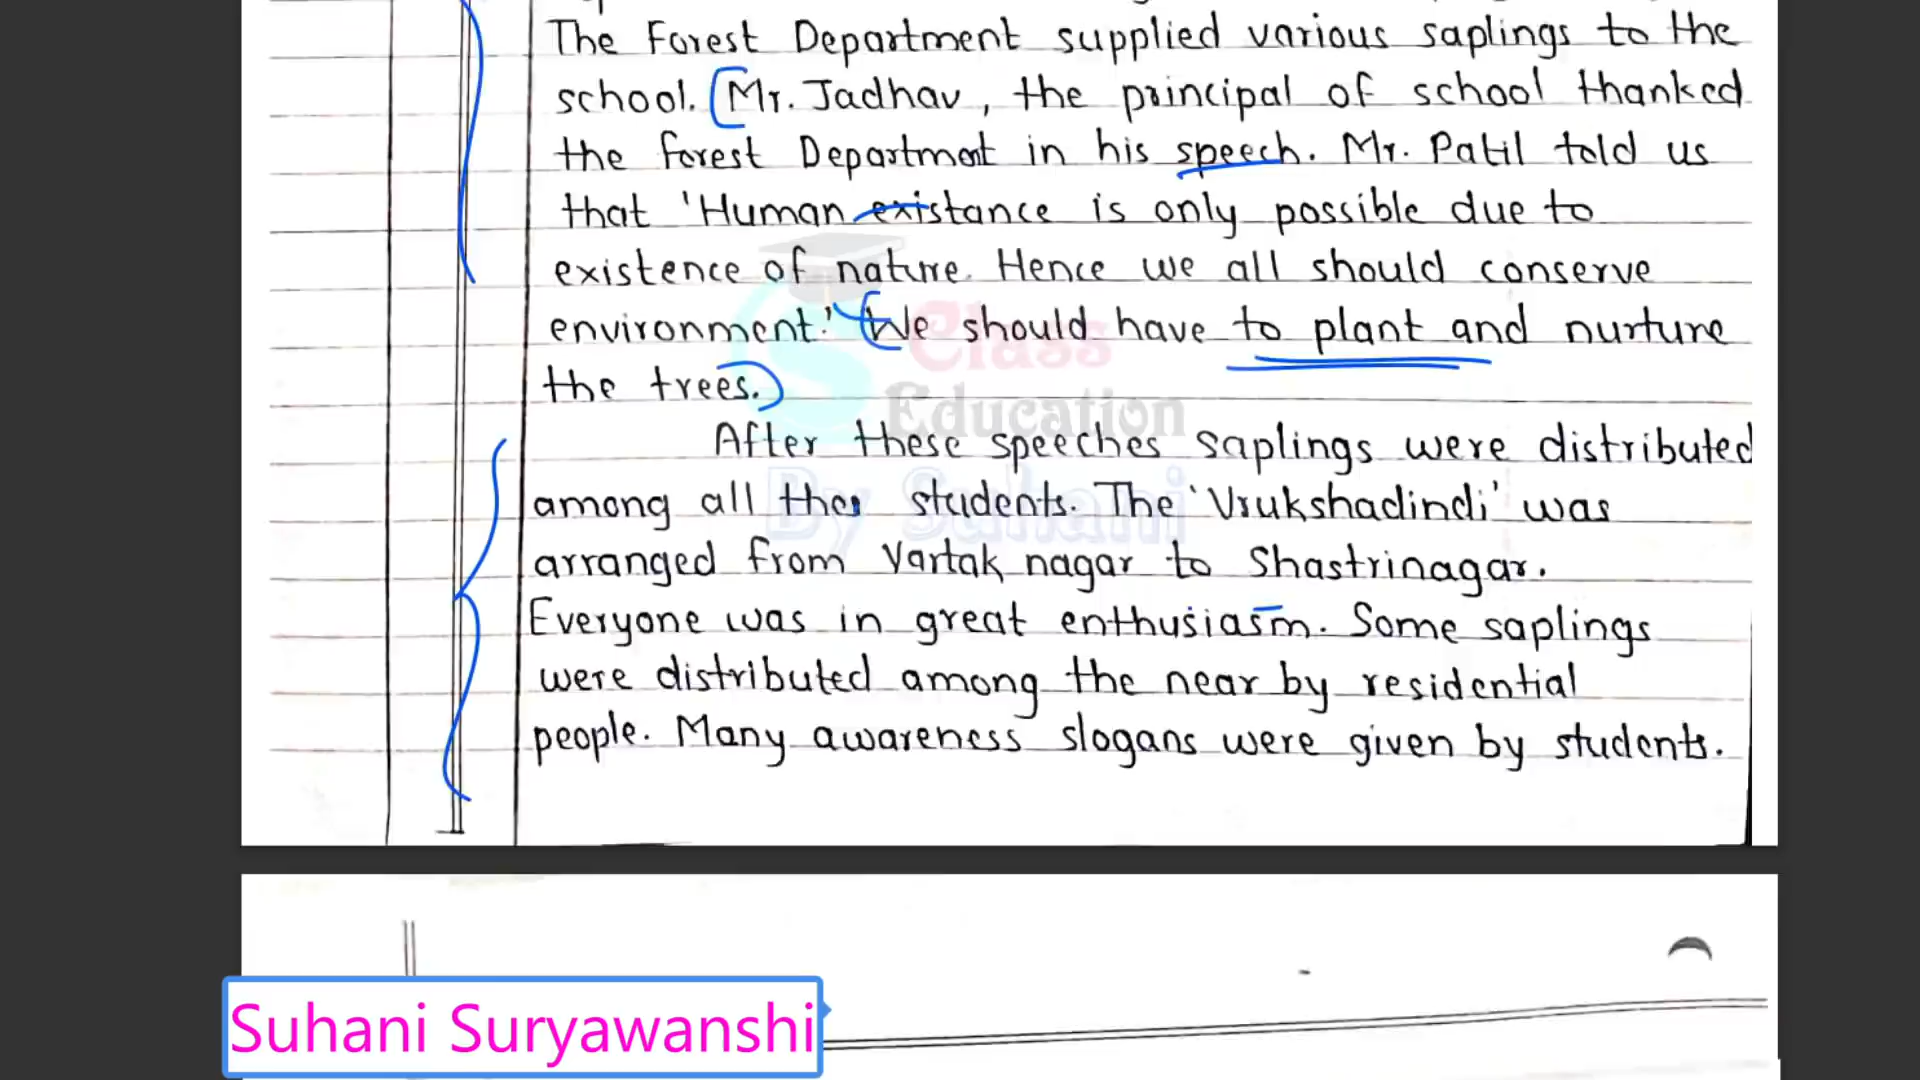 The Forest Department supplied various saplings to the
school. Mr. Jadhav, the principal of school thanked
the forest Department in his speech. Mr. Patil told us
that 'Human existance is only possible due to
existence of nature. Hence we all should conserve
environment.' We should have to plant and nurture
the trees.
After these speeches saplings were distributed
among all the students. The 'Vrukshadindi' was
arranged from Vartak nagar to Shastrinagar.
Everyone was in great enthusiasm. Some saplings
were distributed among the near by residential
people. Many awareness slogans were given by students.
Class
Education
By Suhani
Suhani Suryawanshi